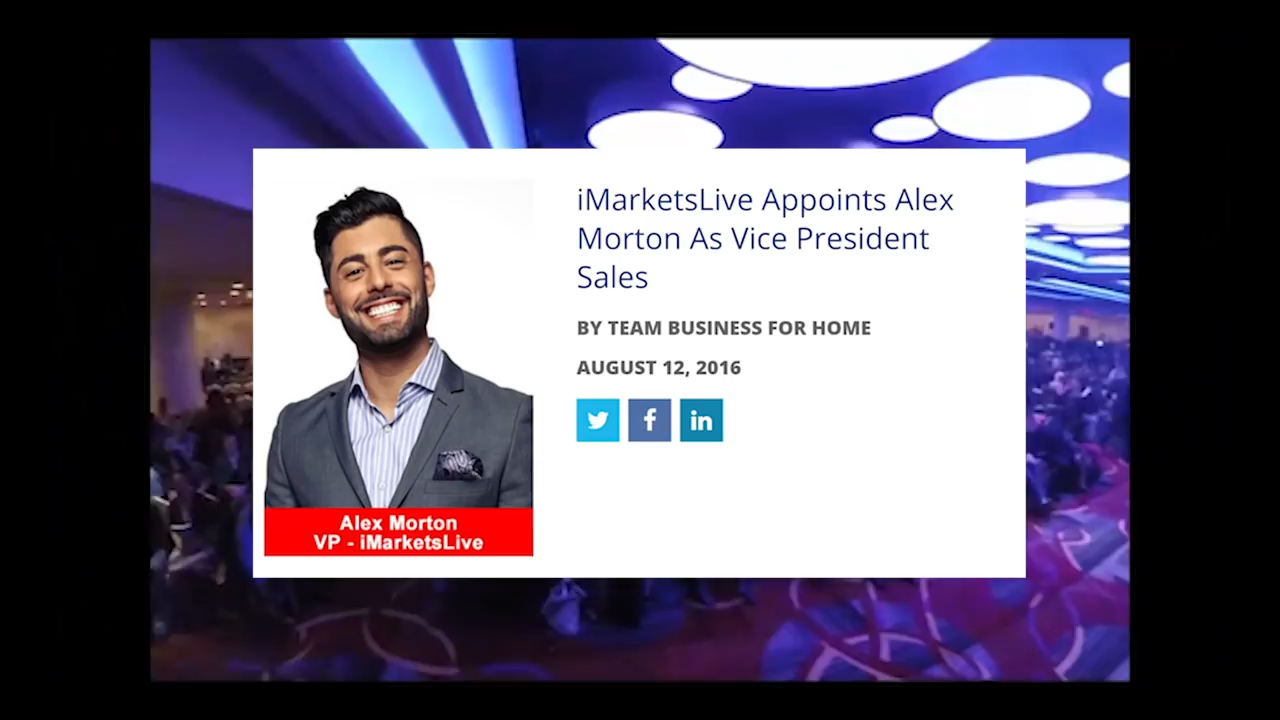 iMarketsLive Appoints Alex
Morton As Vice President
Sales
BY TEAM BUSINESS FOR HOME
AUGUST 12, 2016
f
in
Alex Morton
VP - iMarketsLive